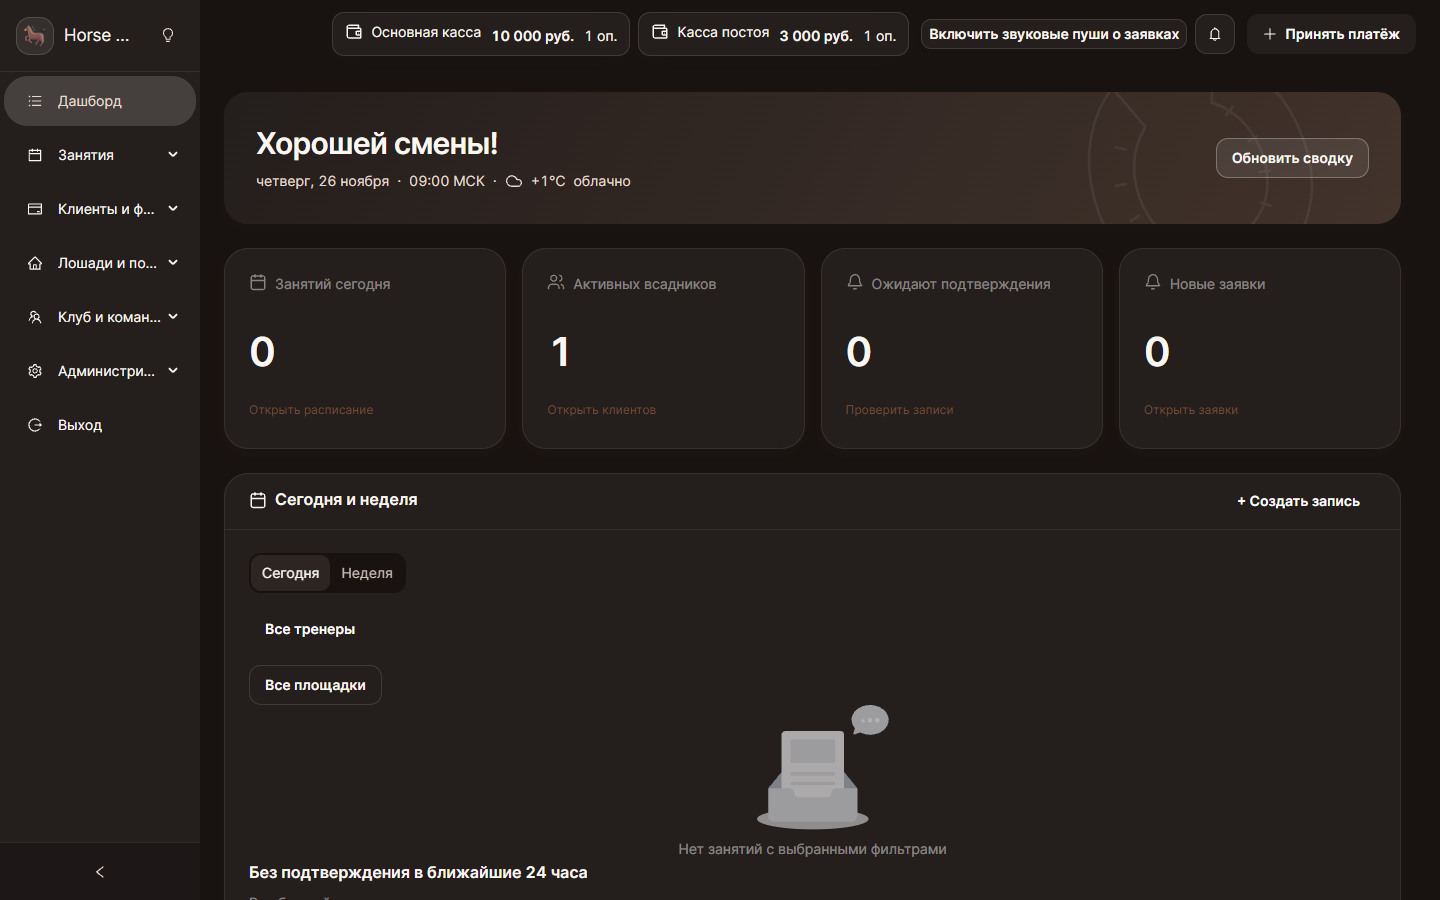 Horse ...
Основная касса 10 000 руб. 1 оп.
Касса постоя 3 000 руб. 1 оп.
Включить звуковые пуши о заявках
Принять платёж
Дашборд
Занятия
Клиенты и ф...
Лошади и по...
Клуб и коман...
Администри...
Выход
Хорошей смены!
четверг, 26 ноября · 09:00 МСК · +1°C облачно
Обновить сводку
Занятий сегодня
0
Открыть расписание
Активных всадников
1
Открыть клиентов
Ожидают подтверждения
0
Проверить записи
Новые заявки
0
Открыть заявки
Сегодня и неделя
+ Создать запись
Сегодня Неделя
Все тренеры
Все площадки
Нет занятий с выбранными фильтрами
Без подтверждения в ближайшие 24 часа